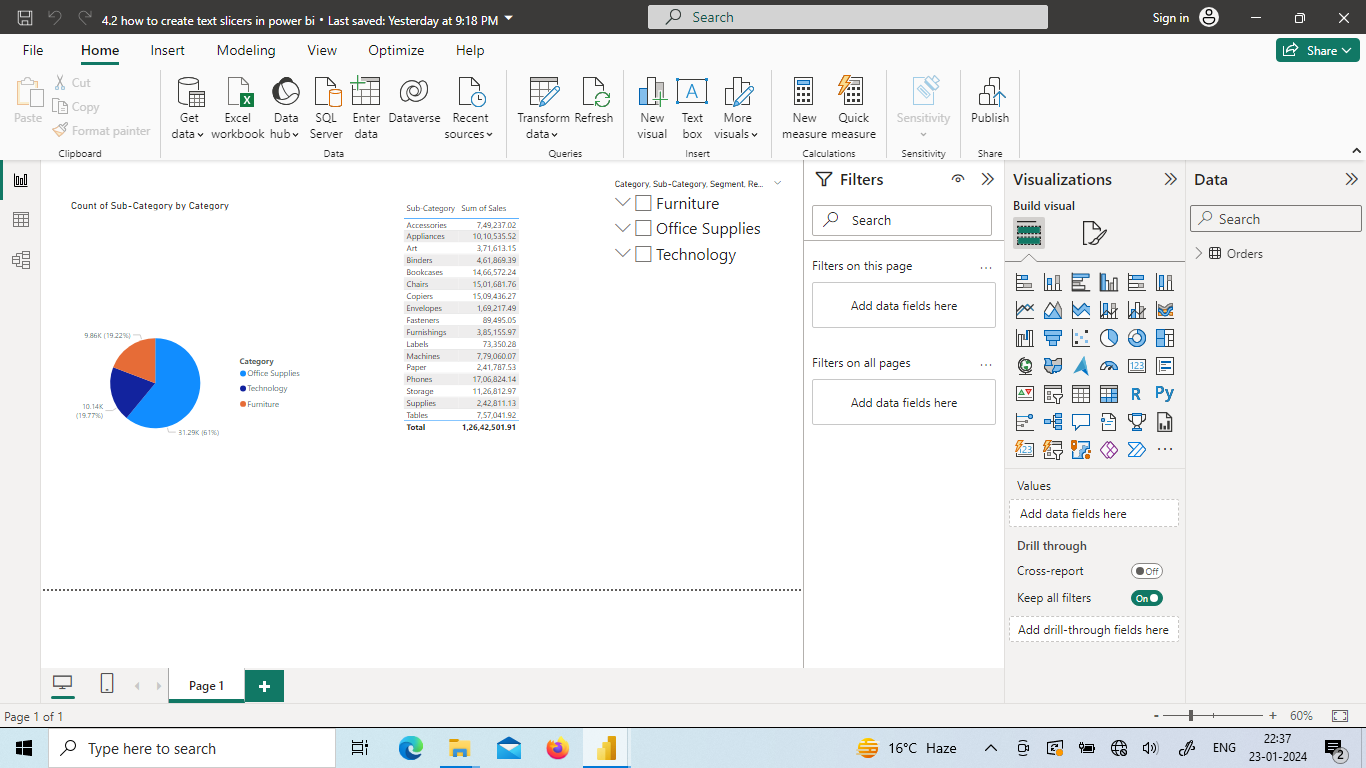 4.2 how to create text slicers in power bi • Last saved: Yesterday at 9:18 PM
Search
Sign in
File Home Insert Modeling View Optimize Help
Share
Paste
Cut
Copy
Format painter
Clipboard
Get data
Excel workbook
Data hub
SQL Server
Enter data
Dataverse
Recent sources
Data
Transform data
Refresh
Queries
New visual
Text box
More visuals
Insert
New measure
Quick measure
Calculations
Sensitivity
Sensitivity
Publish
Share
Count of Sub-Category by Category
9.86K (19.22%)
10.14K
(19.77%)
31.29K (61%)
Category
Office Supplies
Technology
Furniture
Sub-Category Sum of Sales
Accessories 7,49,237.02
Appliances 10,10,535.52
Art 3,71,613.15
Binders 4,61,869.39
Bookcases 14,66,572.24
Chairs 15,01,681.76
Copiers 15,09,436.27
Envelopes 1,69,217.49
Fasteners 89,495.05
Furnishings 3,85,155.97
Labels 73,350.28
Machines 7,79,060.07
Paper 2,41,787.53
Phones 17,06,824.14
Storage 11,26,812.97
Supplies 2,42,811.13
Tables 7,57,041.92
Total 1,26,42,501.91
Category, Sub-Category, Segment, Re...
Furniture
Office Supplies
Technology
Filters
Search
Filters on this page ...
Add data fields here
Filters on all pages ...
Add data fields here
Visualizations
Build visual
123
R Py
123
...
Values
Add data fields here
Drill through
Cross-report Off
Keep all filters On
Add drill-through fields here
Data
Search
Orders
Page 1
+
Page 1 of 1
- + 60%
Type here to search
16°C Haze
ENG
22:37
23-01-2024
2